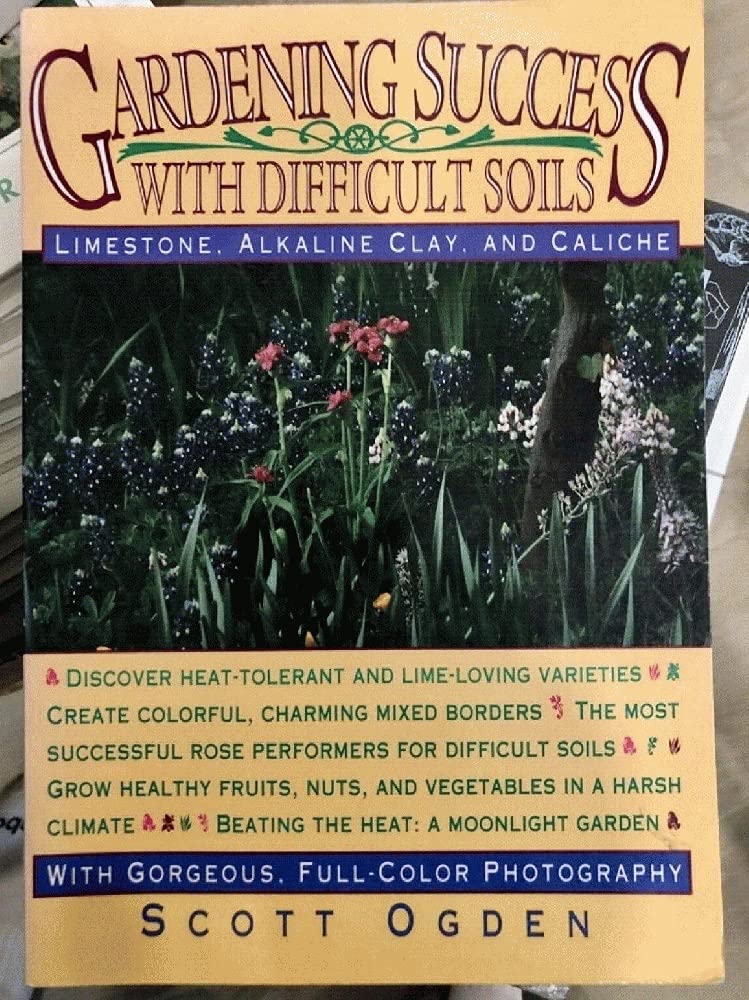 GARDENING SUCCESS
WITH DIFFICULT SOILS
LIMESTONE, ALKALINE CLAY, AND CALICHE
DISCOVER HEAT-TOLERANT AND LIME-LOVING VARIETIES
CREATE COLORFUL, CHARMING MIXED BORDERS THE MOST
SUCCESSFUL ROSE PERFORMERS FOR DIFFICULT SOILS
GROW HEALTHY FRUITS, NUTS, AND VEGETABLES IN A HARSH
CLIMATE BEATING THE HEAT: A MOONLIGHT GARDEN
WITH GORGEOUS, FULL-COLOR PHOTOGRAPHY
SCOTT OGDEN